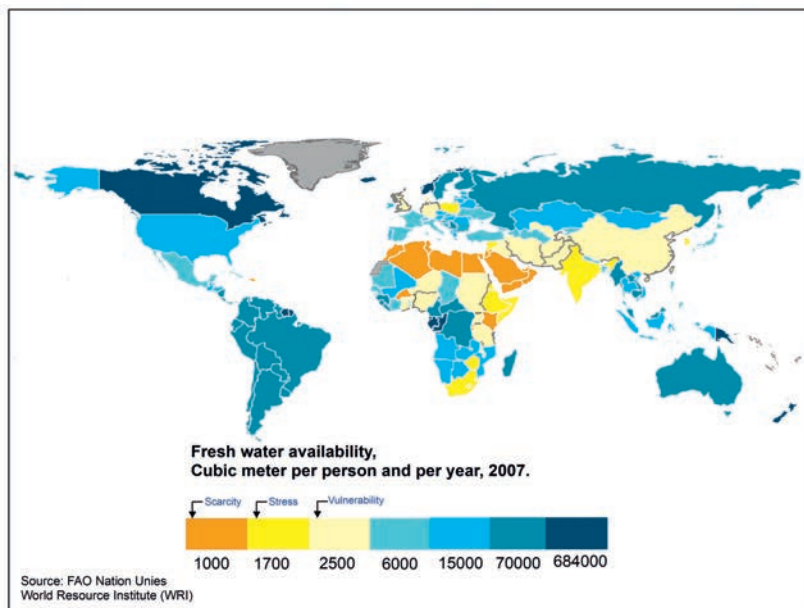 Fresh water availability,
Cubic meter per person and per year, 2007.
Scarcity Stress Vulnerability
1000 1700 2500 6000 15000 70000 684000
Source: FAO Nation Unies
World Resource Institute (WRI)